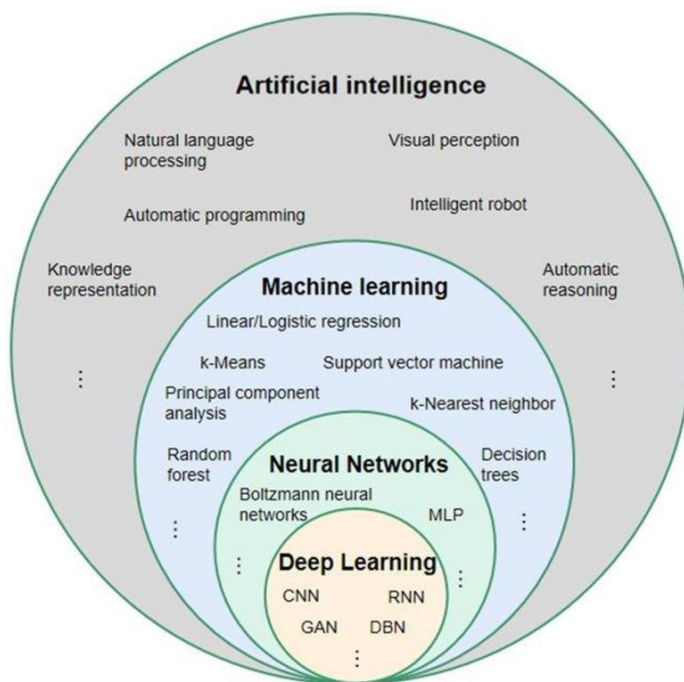 Artificial intelligence
Natural language
processing
Visual perception
Automatic programming
Intelligent robot
Knowledge
representation
Automatic
reasoning
Machine learning
Linear/Logistic regression
k-Means
Support vector machine
Principal component
analysis
k-Nearest neighbor
Random
forest
Decision
trees
Neural Networks
Boltzmann neural
networks
MLP
Deep Learning
CNN
RNN
GAN
DBN